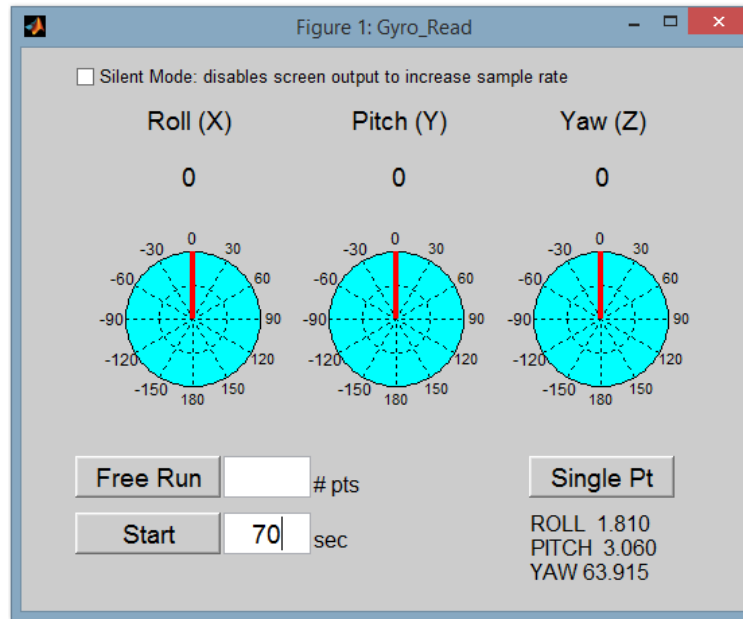 Figure 1: Gyro_Read
Silent Mode: disables screen output to increase sample rate
Roll (X) Pitch (Y) Yaw (Z)
0 0 0
0 0 0
-30 30 -30 30 -30 30
-60 60 -60 60 -60 60
-90 90 -90 90 -90 90
-120 120 -120 120 -120 120
-150 150 -150 150 -150 150
180 180 180
Free Run # pts Single Pt
Start 70 sec
ROLL 1.810
PITCH 3.060
YAW 63.915